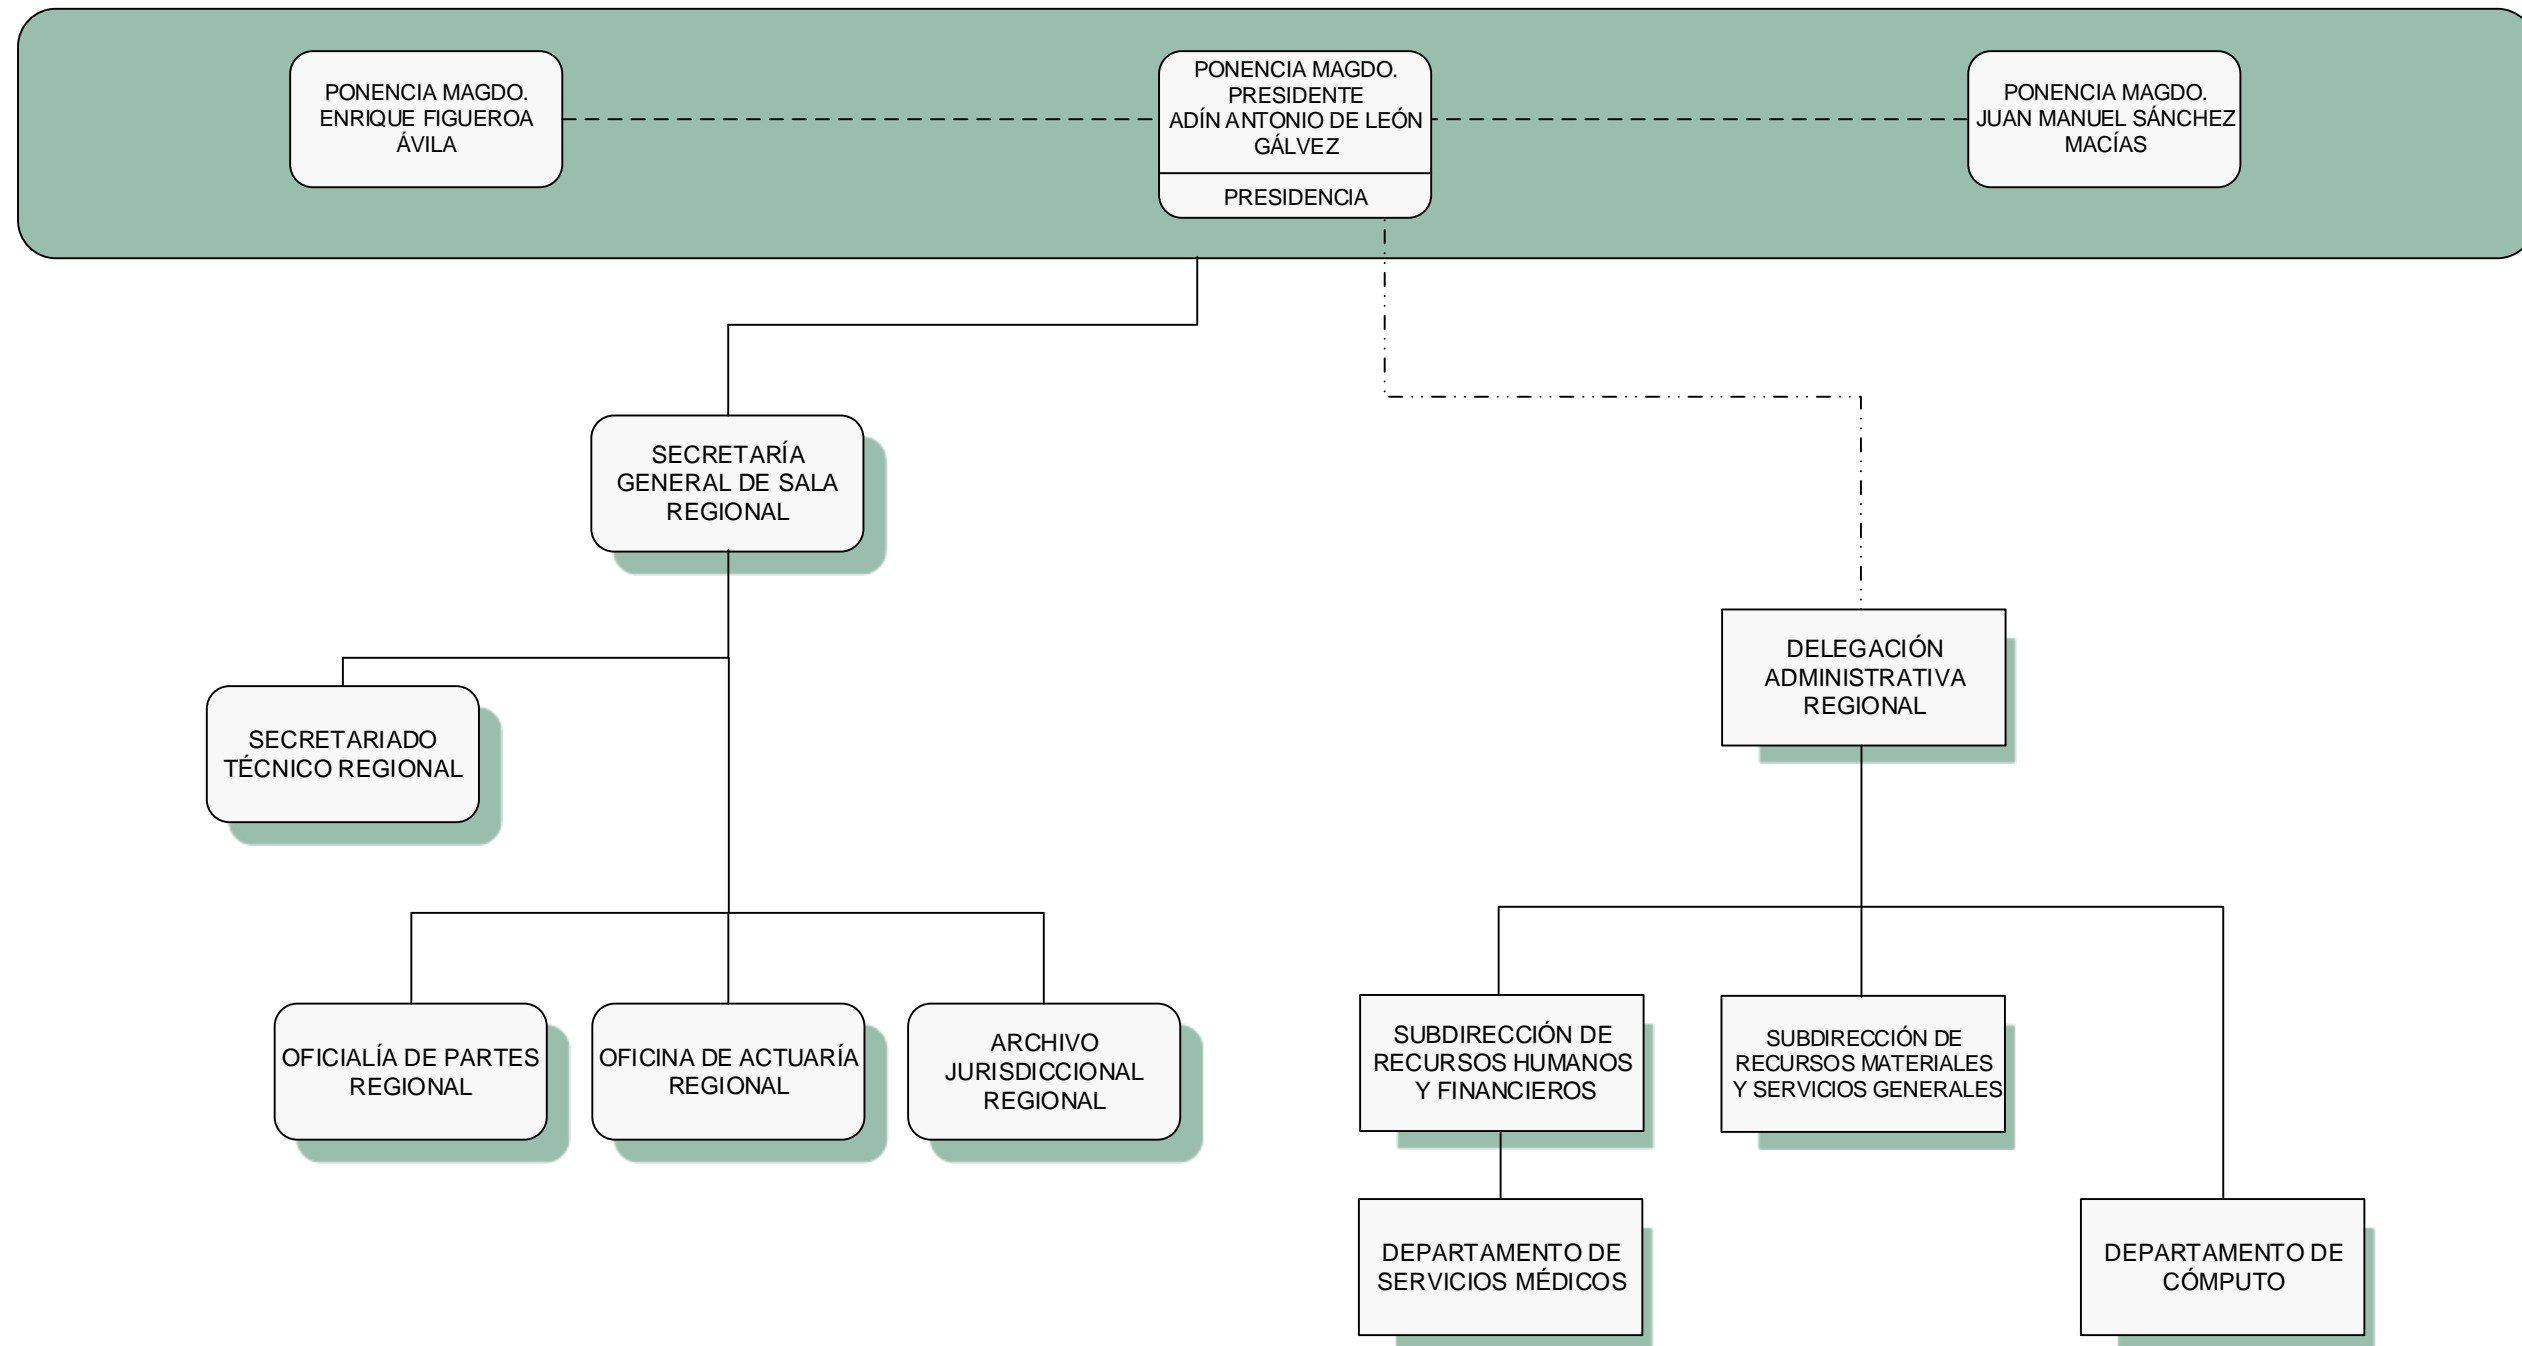 PONENCIA MAGDO.
ENRIQUE FIGUEROA
ÁVILA
PONENCIA MAGDO.
PRESIDENTE
ADÍN ANTONIO DE LEÓN
GÁLVEZ
PRESIDENCIA
PONENCIA MAGDO.
JUAN MANUEL SÁNCHEZ
MACÍAS
SECRETARÍA
GENERAL DE SALA
REGIONAL
SECRETARIADO
TÉCNICO REGIONAL
DELEGACIÓN
ADMINISTRATIVA
REGIONAL
OFICIALÍA DE PARTES
REGIONAL
OFICINA DE ACTUARÍA
REGIONAL
ARCHIVO
JURISDICCIONAL
REGIONAL
SUBDIRECCIÓN DE
RECURSOS HUMANOS
Y FINANCIEROS
SUBDIRECCIÓN DE
RECURSOS MATERIALES
Y SERVICIOS GENERALES
DEPARTAMENTO DE
SERVICIOS MÉDICOS
DEPARTAMENTO DE
CÓMPUTO